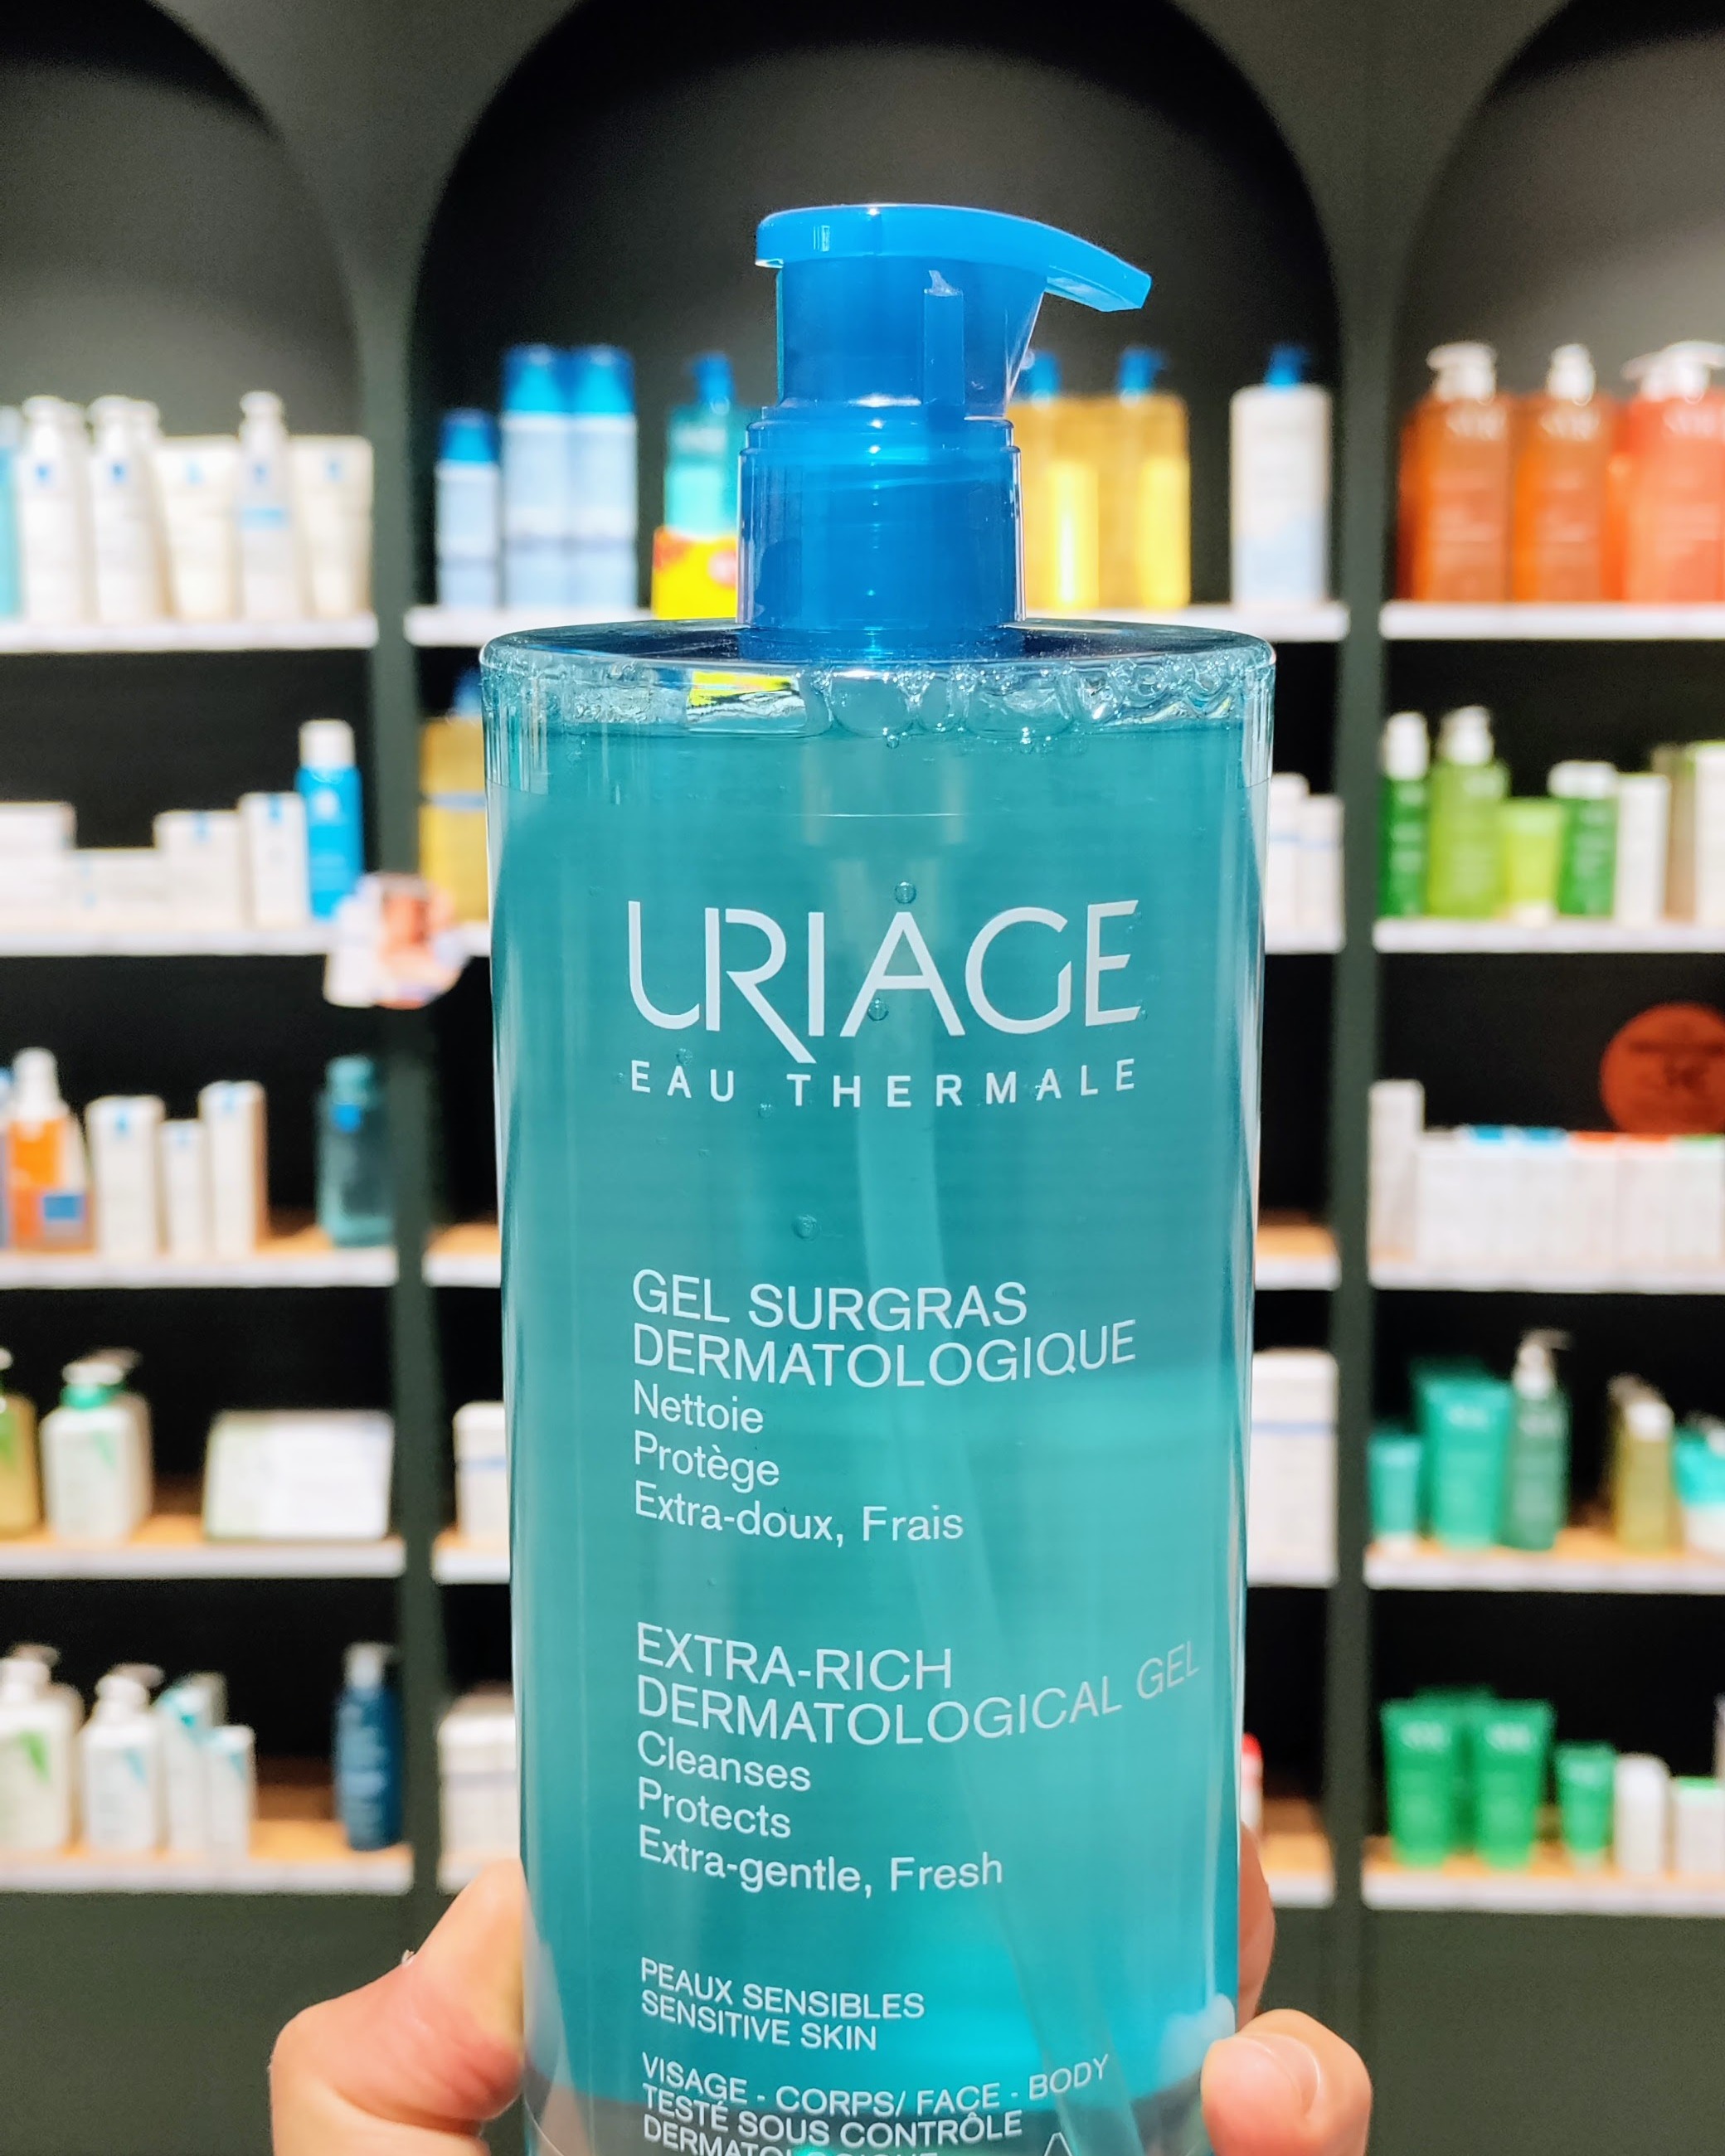 URIAGE
EAU THERMALE
GEL SURGRAS
DERMATOLOGIQUE
Nettoie
Protège
Extra-doux, Frais
EXTRA-RICH
DERMATOLOGICAL GEL
Cleanses
Protects
Extra-gentle, Fresh
PEAUX SENSIBLES
SENSITIVE SKIN
VISAGE - CORPS/ FACE - BODY
TESTÉ SOUS CONTRÔLE
DERMATOLOGIQUE